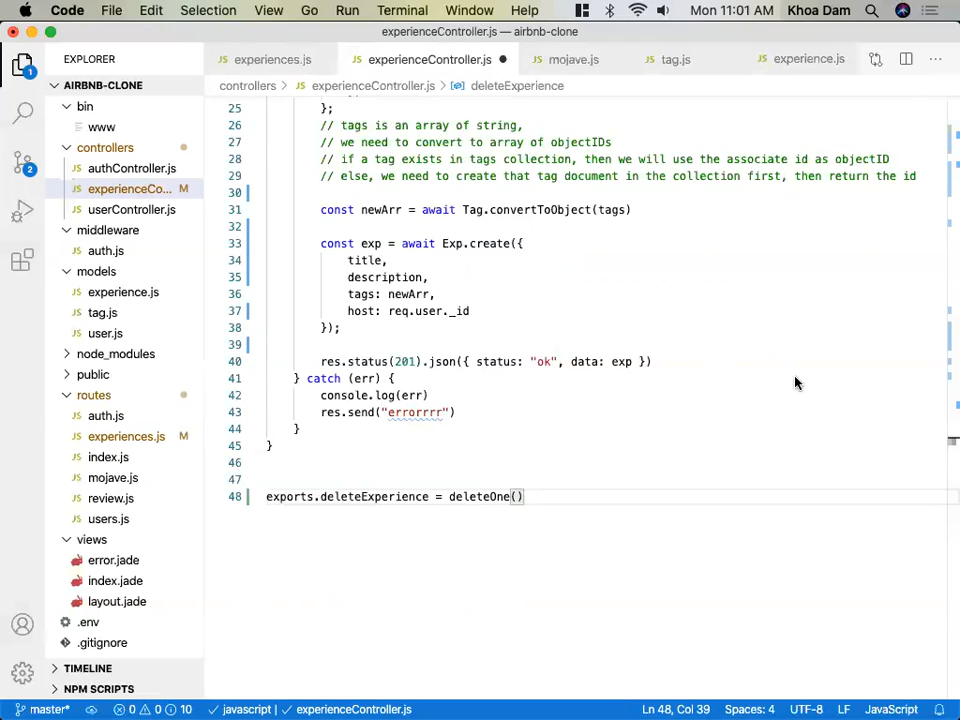 Code File Edit Selection View Go Run Terminal Window Help Mon 11:01 AM Khoa Dam
experienceController.js — airbnb-clone
EXPLORER
AIRBNB-CLONE
bin
www
controllers
authController.js
experienceCo... M
userController.js
middleware
auth.js
models
experience.js
tag.js
user.js
node_modules
public
routes
auth.js
experiences.js M
index.js
mojave.js
review.js
users.js
views
error.jade
index.jade
layout.jade
.env
.gitignore
TIMELINE
NPM SCRIPTS
1
2
JS experiences.js JS experienceController.js JS mojave.js JS tag.js JS experience.js
controllers > JS experienceController.js > deleteExperience
25 };
26 // tags is an array of string,
27 // we need to convert to array of objectIDs
28 // if a tag exists in tags collection, then we will use the associate id as objectID
29 // else, we need to create that tag document in the collection first, then return the id
30
31 const newArr = await Tag.convertToObject(tags)
32
33 const exp = await Exp.create({
34 title,
35 description,
36 tags: newArr,
37 host: req.user._id
38 });
39
40 res.status(201).json({ status: "ok", data: exp })
41 } catch (err) {
42 console.log(err)
43 res.send("errorrrr")
44 }
45 }
46
47
48 exports.deleteExperience = deleteOne()
master* 0 0 10 javascript | experienceController.js Ln 48, Col 39 Spaces: 4 UTF-8 LF JavaScript